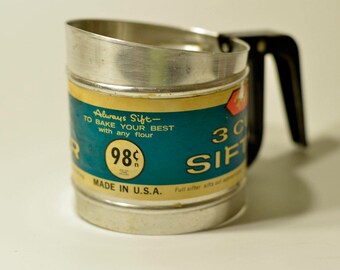 Always Sift—
TO BAKE YOUR BEST
with any flour
98¢
MADE IN U.S.A.
R
3 C
SIFT